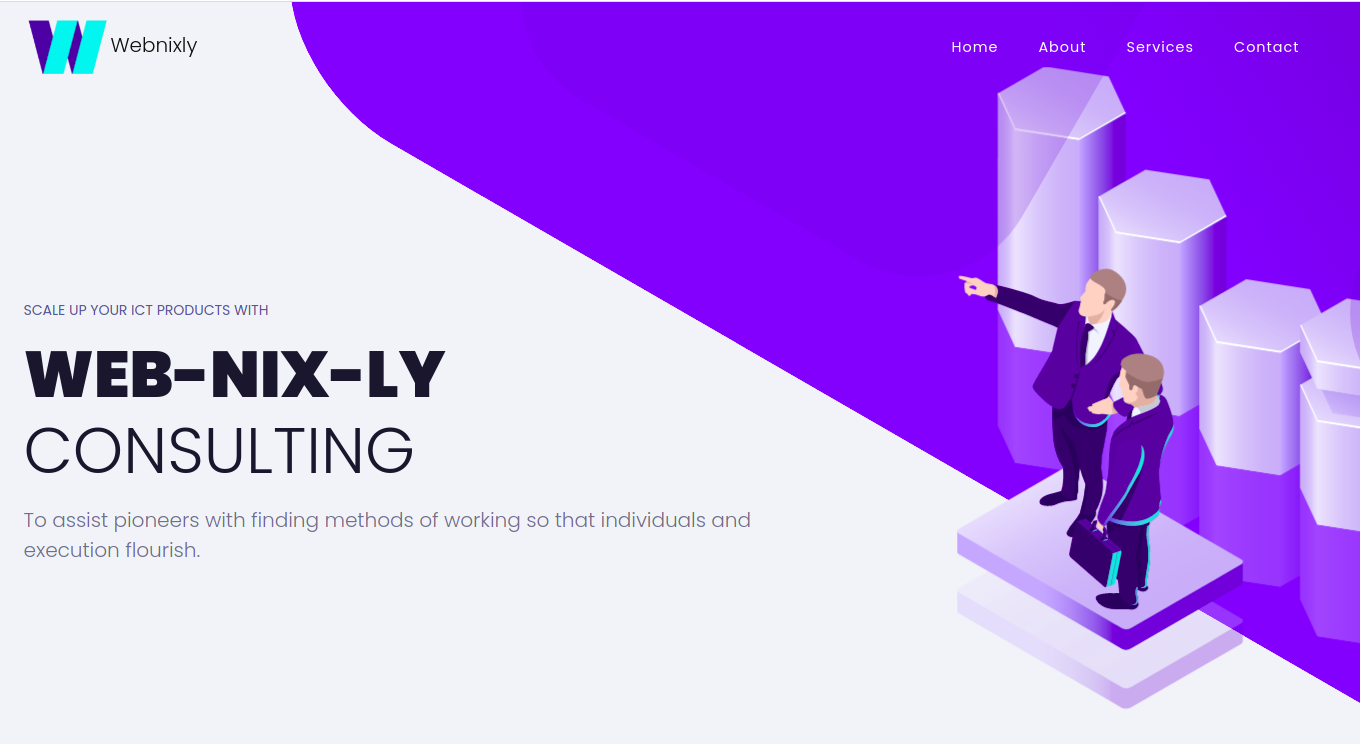 Webnixly
Home About Services Contact
SCALE UP YOUR ICT PRODUCTS WITH
WEB-NIX-LY
CONSULTING
To assist pioneers with finding methods of working so that individuals and
execution flourish.